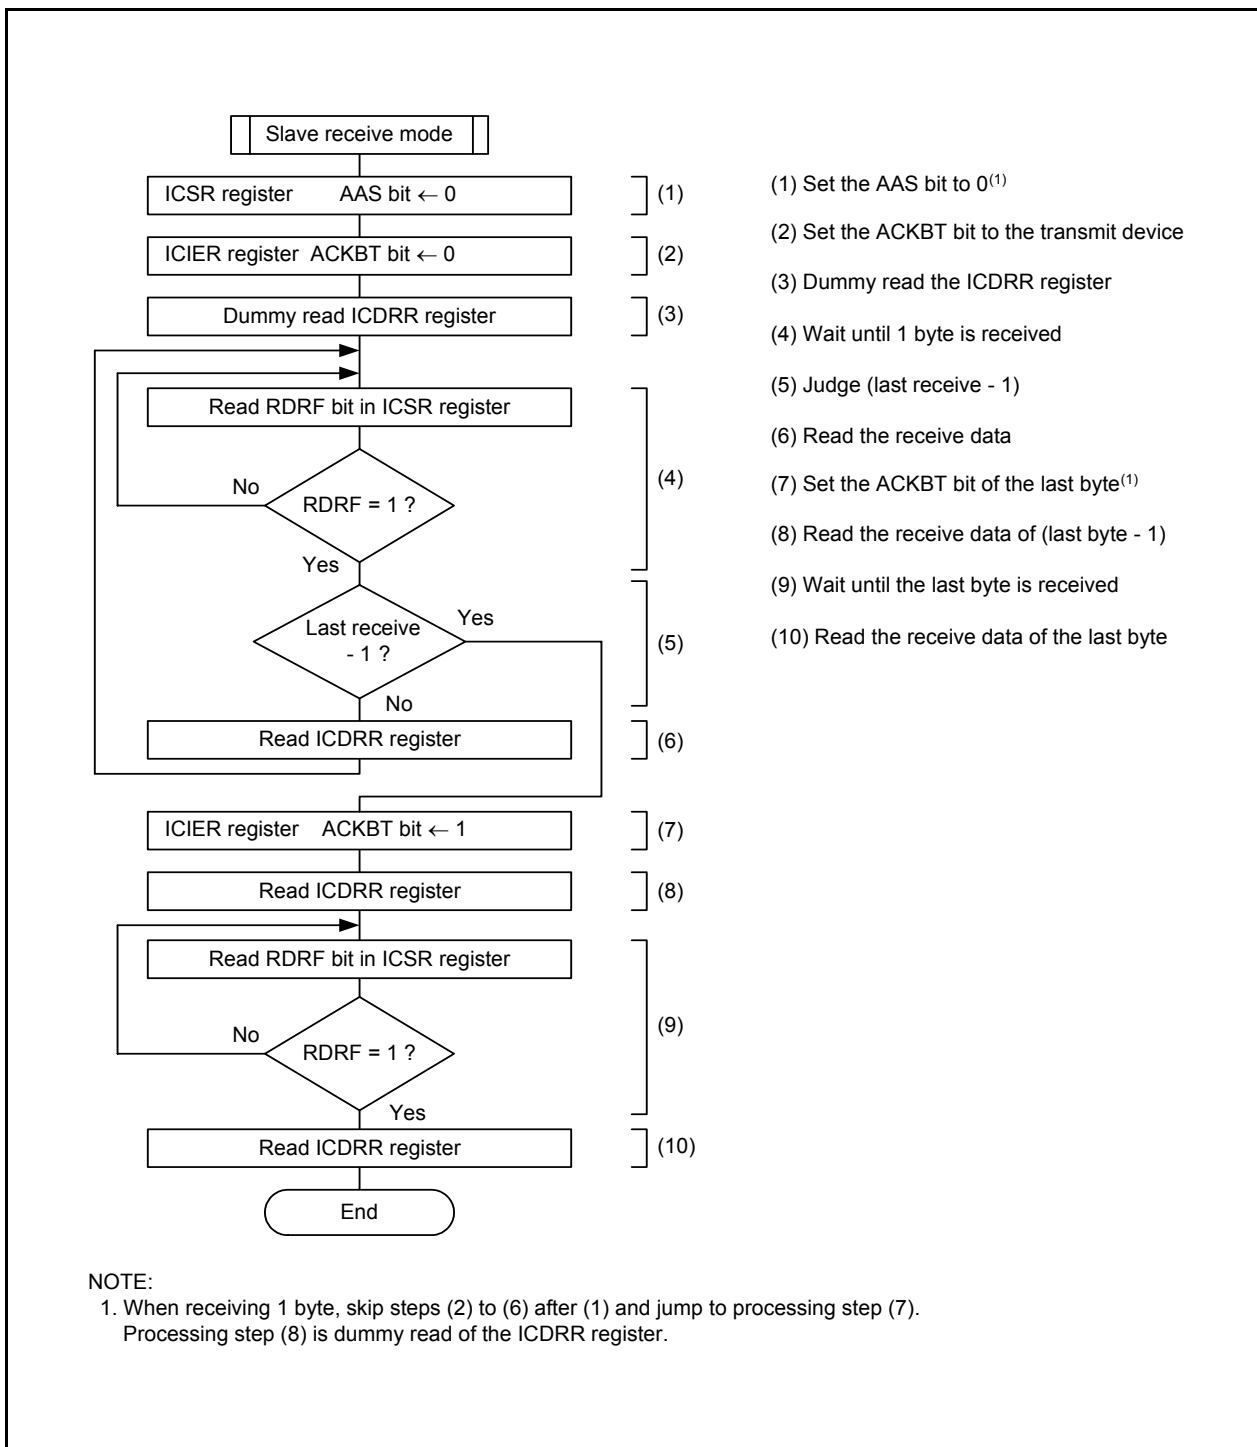 Slave receive mode
ICSR register AAS bit ← 0
(1)
ICIER register ACKBT bit ← 0
(2)
Dummy read ICDRR register
(3)
Read RDRF bit in ICSR register
No
RDRF = 1 ?
(4)
Yes
Last receive
- 1 ?
Yes
(5)
No
Read ICDRR register
(6)
ICIER register ACKBT bit ← 1
(7)
Read ICDRR register
(8)
Read RDRF bit in ICSR register
No
RDRF = 1 ?
(9)
Yes
Read ICDRR register
(10)
End
(1) Set the AAS bit to 0(1)
(2) Set the ACKBT bit to the transmit device
(3) Dummy read the ICDRR register
(4) Wait until 1 byte is received
(5) Judge (last receive - 1)
(6) Read the receive data
(7) Set the ACKBT bit of the last byte(1)
(8) Read the receive data of (last byte - 1)
(9) Wait until the last byte is received
(10) Read the receive data of the last byte
NOTE:
1. When receiving 1 byte, skip steps (2) to (6) after (1) and jump to processing step (7).
Processing step (8) is dummy read of the ICDRR register.